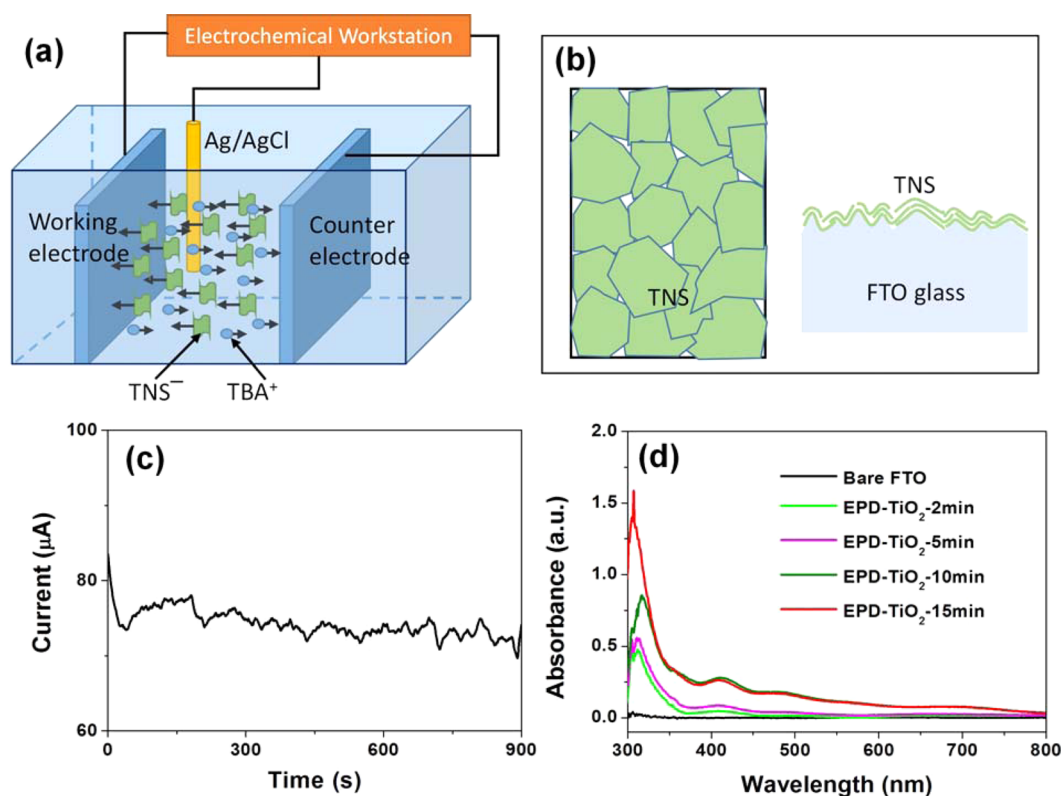 (a)
Electrochemical Workstation
Ag/AgCl
Working
electrode
Counter
electrode
TNS⁻
TBA⁺
(b)
TNS
TNS
FTO glass
(c)
100
80
60
Current (μA)
0
300
600
900
Time (s)
(d)
2.0
1.5
1.0
0.5
0.0
Absorbance (a.u.)
Bare FTO
EPD-TiO₂-2min
EPD-TiO₂-5min
EPD-TiO₂-10min
EPD-TiO₂-15min
300
400
500
600
700
800
Wavelength (nm)